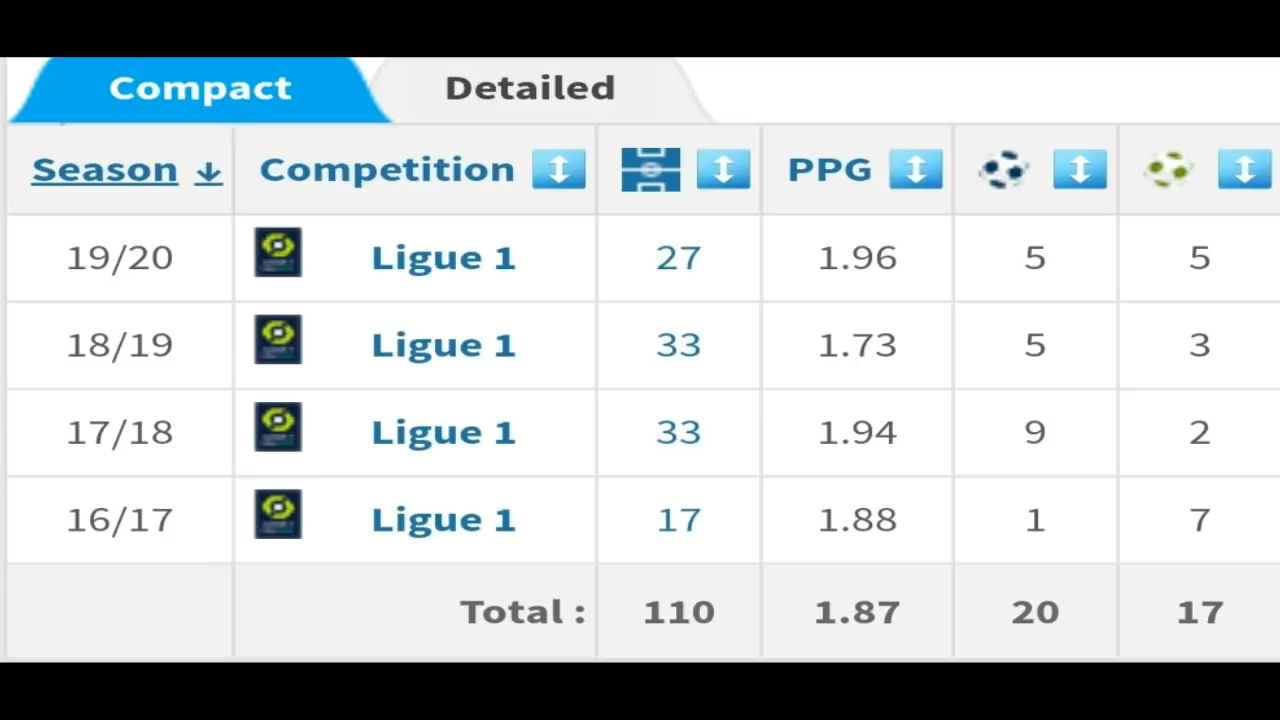 Compact Detailed
Season Competition PPG
19/20 Ligue 1 27 1.96 5 5
18/19 Ligue 1 33 1.73 5 3
17/18 Ligue 1 33 1.94 9 2
16/17 Ligue 1 17 1.88 1 7
Total : 110 1.87 20 17